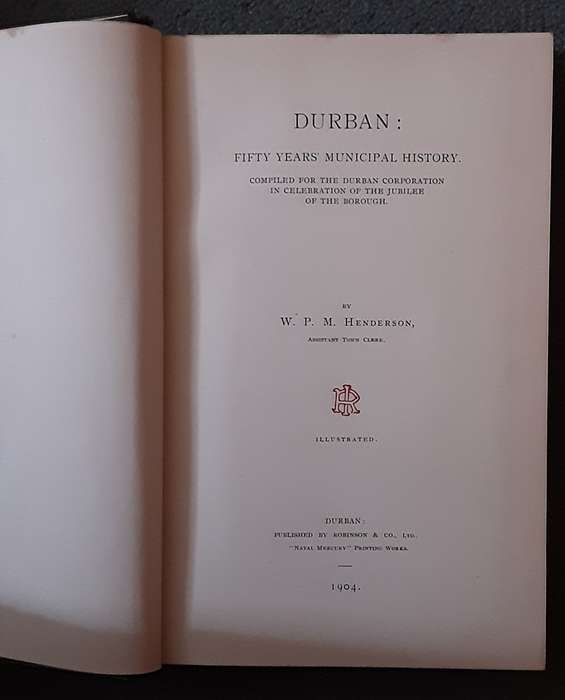 DURBAN:
FIFTY YEARS' MUNICIPAL HISTORY.
COMPILED FOR THE DURBAN CORPORATION
IN CELEBRATION OF THE JUBILEE
OF THE BOROUGH.
BY
W. P. M. HENDERSON,
ASSISTANT TOWN CLERK.
ILLUSTRATED.
DURBAN:
PUBLISHED BY ROBINSON & CO., LTD.
"NATAL MERCURY" PRINTING WORKS.
1904.